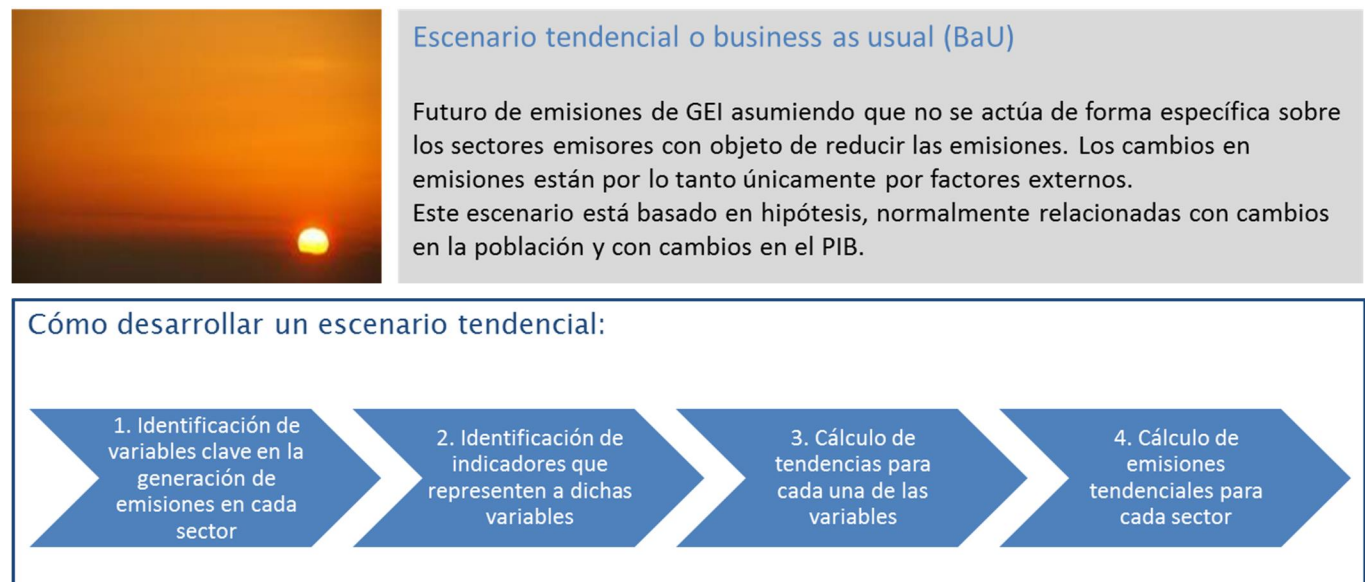 Escenario tendencial o business as usual (BaU)
Futuro de emisiones de GEI asumiendo que no se actúa de forma específica sobre
los sectores emisores con objeto de reducir las emisiones. Los cambios en
emisiones están por lo tanto únicamente por factores externos.
Este escenario está basado en hipótesis, normalmente relacionadas con cambios
en la población y con cambios en el PIB.
Cómo desarrollar un escenario tendencial:
1. Identificación de
variables clave en la
generación de
emisiones en cada
sector
2. Identificación de
indicadores que
representen a dichas
variables
3. Cálculo de
tendencias para
cada una de las
variables
4. Cálculo de
emisiones
tendenciales para
cada sector